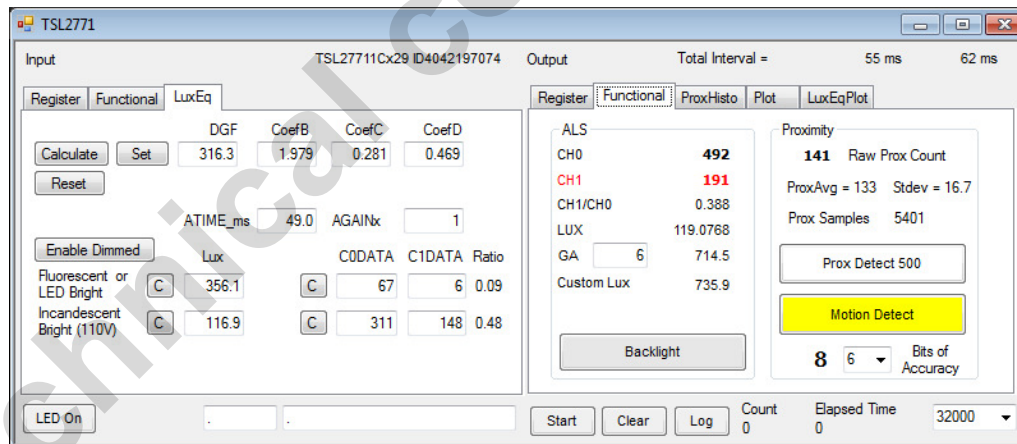 TSL2771
Input TSL27711Cx29 ID4042197074 Output Total Interval = 55 ms 62 ms
Register Functional LuxEq
DGF CoefB CoefC CoefD
Calculate Set 316.3 1.979 0.281 0.469
Reset
ATIME_ms 49.0 AGAINx 1
Enable Dimmed Lux C0DATA C1DATA Ratio
Fluorescent or
LED Bright C 356.1 C 67 6 0.09
Incandescent
Bright (110V) C 116.9 C 311 148 0.48
LED On . .
Register Functional ProxHisto Plot LuxEqPlot
ALS
CH0 492
CH1 191
CH1/CH0 0.388
LUX 119.0768
GA 6 714.5
Custom Lux 735.9
Backlight
Proximity
141 Raw Prox Count
ProxAvg = 133 Stdev = 16.7
Prox Samples 5401
Prox Detect 500
Motion Detect
8 6 Bits of
Accuracy
Start Clear Log Count Elapsed Time 32000
0 0
chnical co